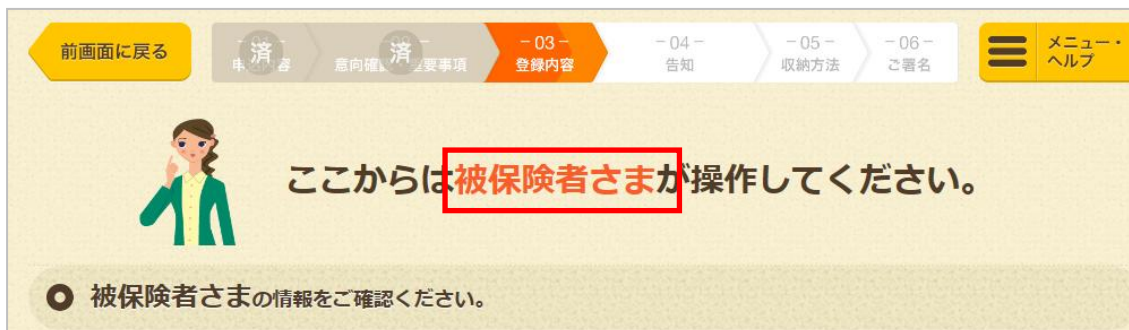 前画面に戻る
済
済
意向確
要事項
- 03 -
登録内容
- 04 -
告知
- 05 -
収納方法
- 06 -
ご署名
メニュー・
ヘルプ
ここからは被保険者さまが操作してください。
被保険者さまの情報をご確認ください。